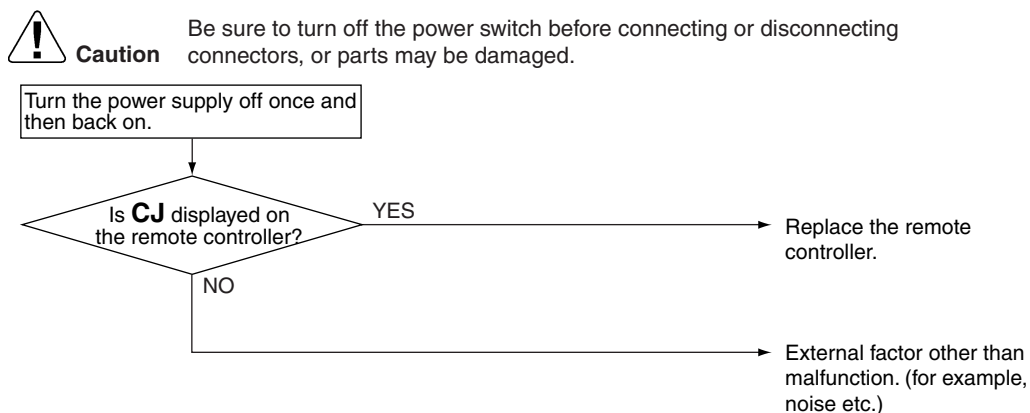 Be sure to turn off the power switch before connecting or disconnecting
Caution connectors, or parts may be damaged.
Turn the power supply off once and
then back on.
Is CJ displayed on
the remote controller?
YES
Replace the remote
controller.
NO
External factor other than
malfunction. (for example,
noise etc.)